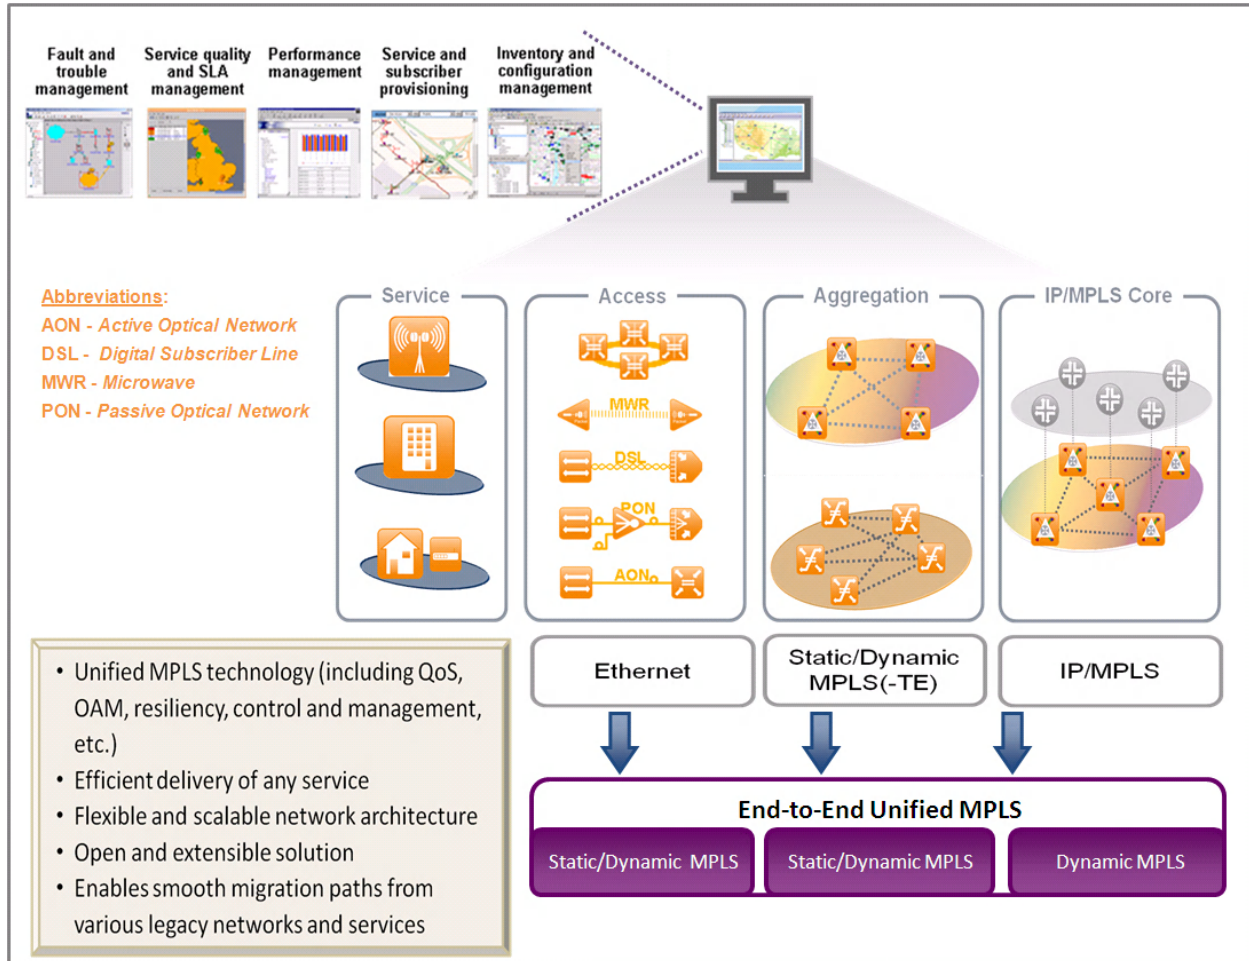 Fault and
trouble
management
Service quality
and SLA
management
Performance
management
Service and
subscriber
provisioning
Inventory and
configuration
management
Abbreviations:
AON - Active Optical Network
DSL - Digital Subscriber Line
MWR - Microwave
PON - Passive Optical Network
Service
Access
MWR
DSL
PON
AON
Aggregation
IP/MPLS Core
Ethernet
Static/Dynamic
MPLS(-TE)
IP/MPLS
• Unified MPLS technology (including QoS,
OAM, resiliency, control and management,
etc.)
• Efficient delivery of any service
• Flexible and scalable network architecture
• Open and extensible solution
• Enables smooth migration paths from
various legacy networks and services
End-to-End Unified MPLS
Static/Dynamic MPLS
Static/Dynamic MPLS
Dynamic MPLS